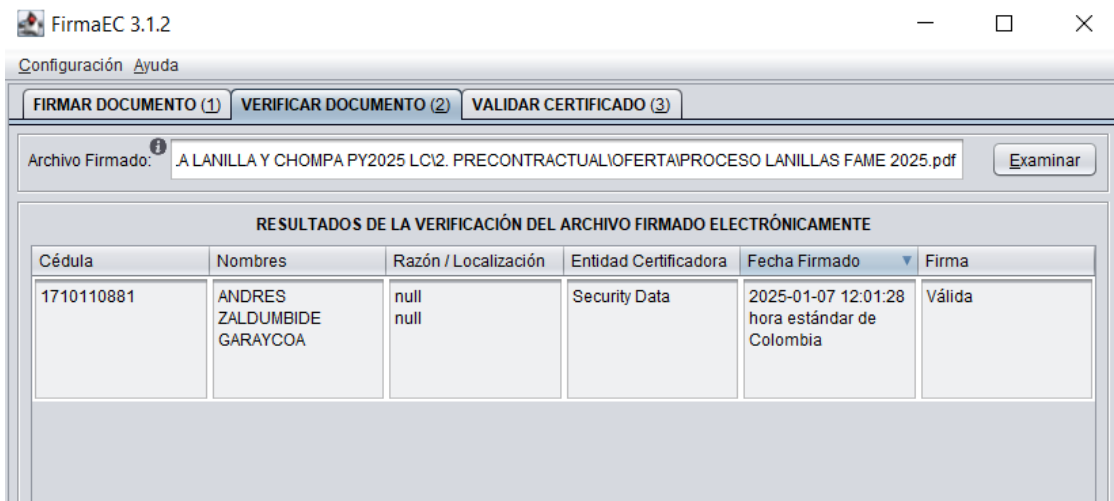 FirmaEC 3.1.2
Configuración Ayuda
FIRMAR DOCUMENTO (1) VERIFICAR DOCUMENTO (2) VALIDAR CERTIFICADO (3)
Archivo Firmado: .A LANILLA Y CHOMPA PY2025 LC\2. PRECONTRACTUAL\OFERTA\PROCESO LANILLAS FAME 2025.pdf Examinar
RESULTADOS DE LA VERIFICACIÓN DEL ARCHIVO FIRMADO ELECTRÓNICAMENTE
Cédula Nombres Razón / Localización Entidad Certificadora Fecha Firmado Firma
1710110881 ANDRES null Security Data 2025-01-07 12:01:28 Válida
ZALDUMBIDE null hora estándar de
GARAYCOA Colombia